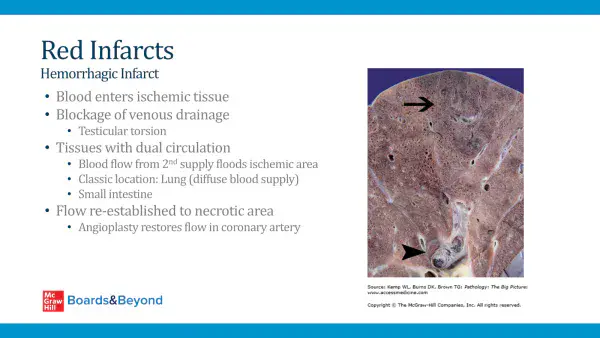 Red Infarcts
Hemorrhagic Infarct
• Blood enters ischemic tissue
• Blockage of venous drainage
• Testicular torsion
• Tissues with dual circulation
• Blood flow from 2nd supply floods ischemic area
• Classic location: Lung (diffuse blood supply)
• Small intestine
• Flow re-established to necrotic area
• Angioplasty restores flow in coronary artery
Source: Kemp WL, Burns DK, Brown TG: Pathology: The Big Picture:
www.accessmedicine.com
Copyright © The McGraw-Hill Companies, Inc. All rights reserved.
Mc
Graw
Hill
Boards&Beyond